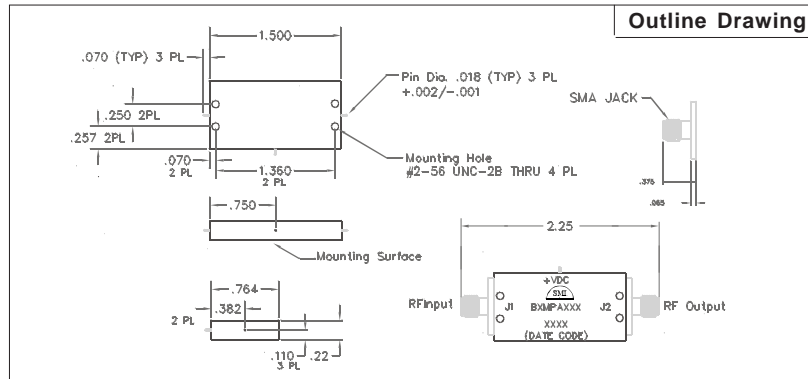 Outline Drawing
1.500
.070 (TYP) 3 PL
Pin Dia. .018 (TYP) 3 PL
+.002/-.001
SMA JACK
.250 2PL
.257 2PL
.070
2 PL
1.360
2 PL
Mounting Hole
#2-56 UNC-2B THRU 4 PL
.375
.065
.750
Mounting Surface
2.25
.764
.382
2 PL
.110
3 PL
.22
+VDC
SMI
RFInput
J1
BXMPAXXX
J2
RF Output
XXXX
(DATE CODE)